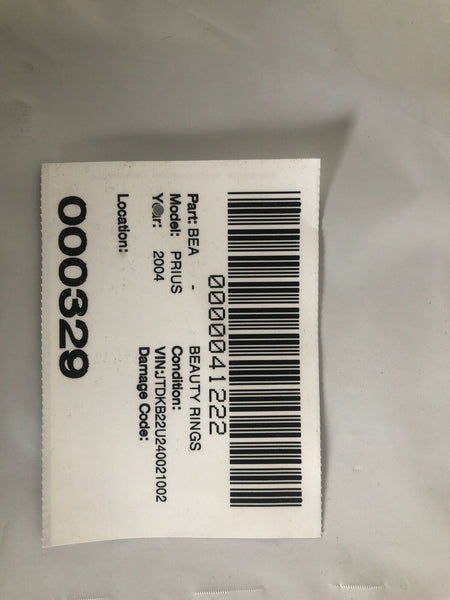 0000041222
Part: BEA - BEAUTY RINGS
Model: PRIUS Condition:
Year: 2004 VIN:JTDKB22U240021002
Damage Code:
Location:
000329